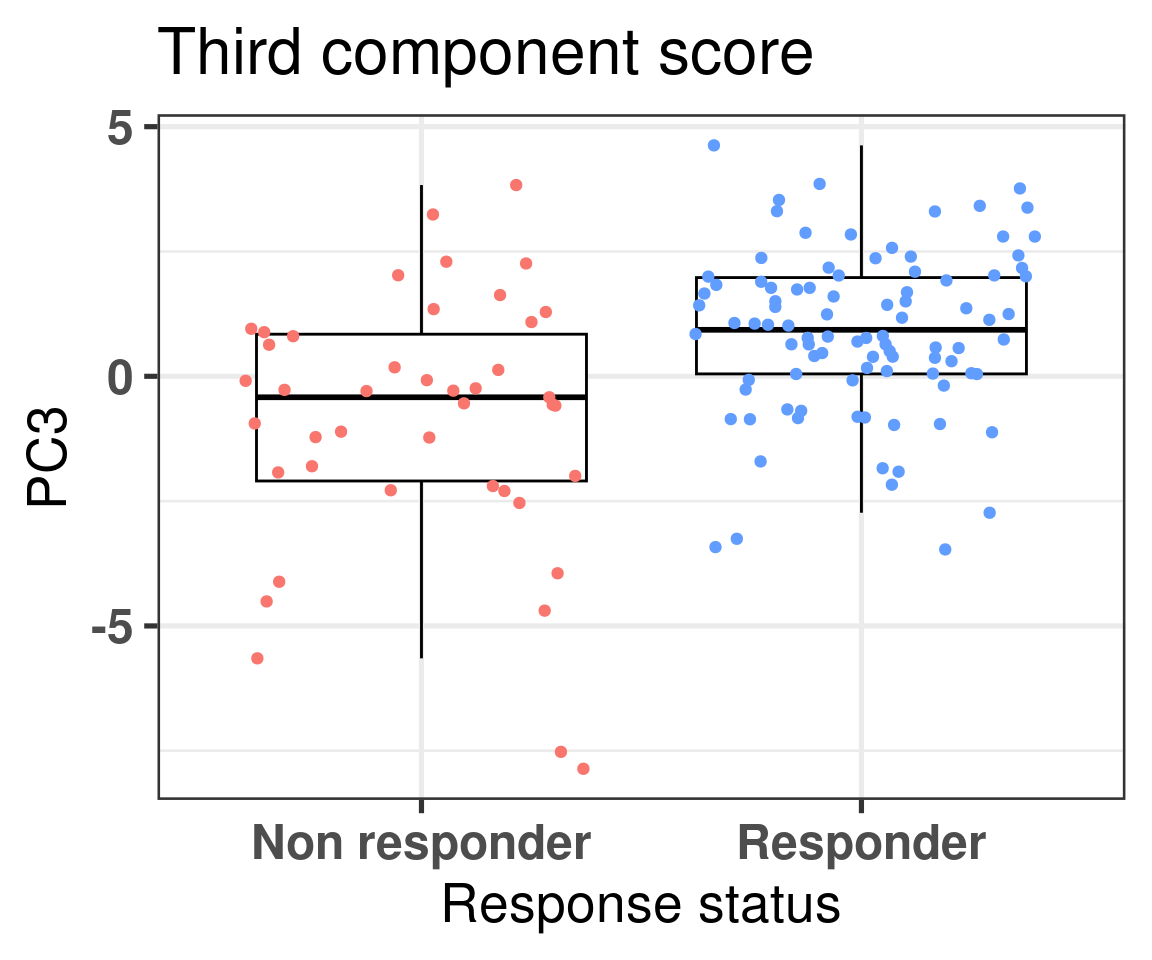 Third component score
5
0
-5
PC3
Non responder
Responder
Response status